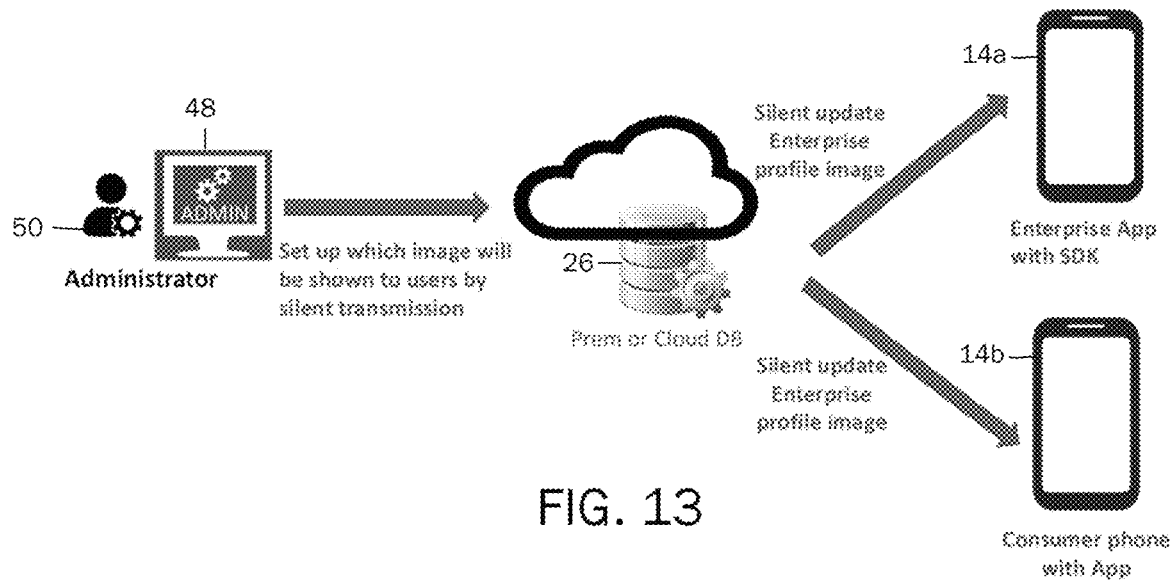 48
ADMIN
50
Administrator
Set up which image will
be shown to users by
silent transmission
26
Prem or Cloud DB
Silent update
Enterprise
profile image
14a
Enterprise App
with SDK
Silent update
Enterprise
profile image
14b
Consumer phone
with App
FIG. 13